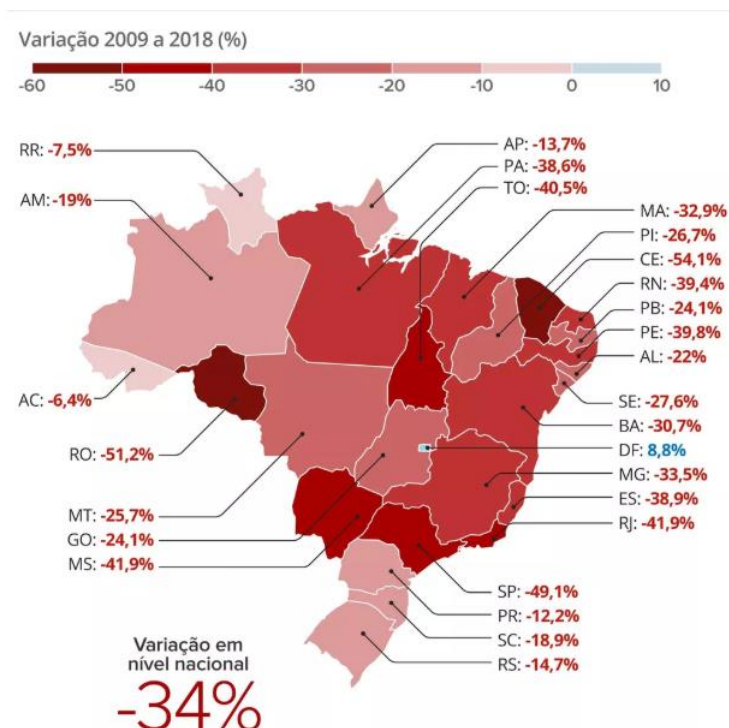 Variação 2009 a 2018 (%)
-60 -50 -40 -30 -20 -10 0 10
RR: -7,5%
AM: -19%
AC: -6,4%
RO: -51,2%
MT: -25,7%
GO: -24,1%
MS: -41,9%
AP: -13,7%
PA: -38,6%
TO: -40,5%
MA: -32,9%
PI: -26,7%
CE: -54,1%
RN: -39,4%
PB: -24,1%
PE: -39,8%
AL: -22%
SE: -27,6%
BA: -30,7%
DF: 8,8%
MG: -33,5%
ES: -38,9%
RJ: -41,9%
SP: -49,1%
PR: -12,2%
SC: -18,9%
RS: -14,7%
Variação em
nível nacional
-34%